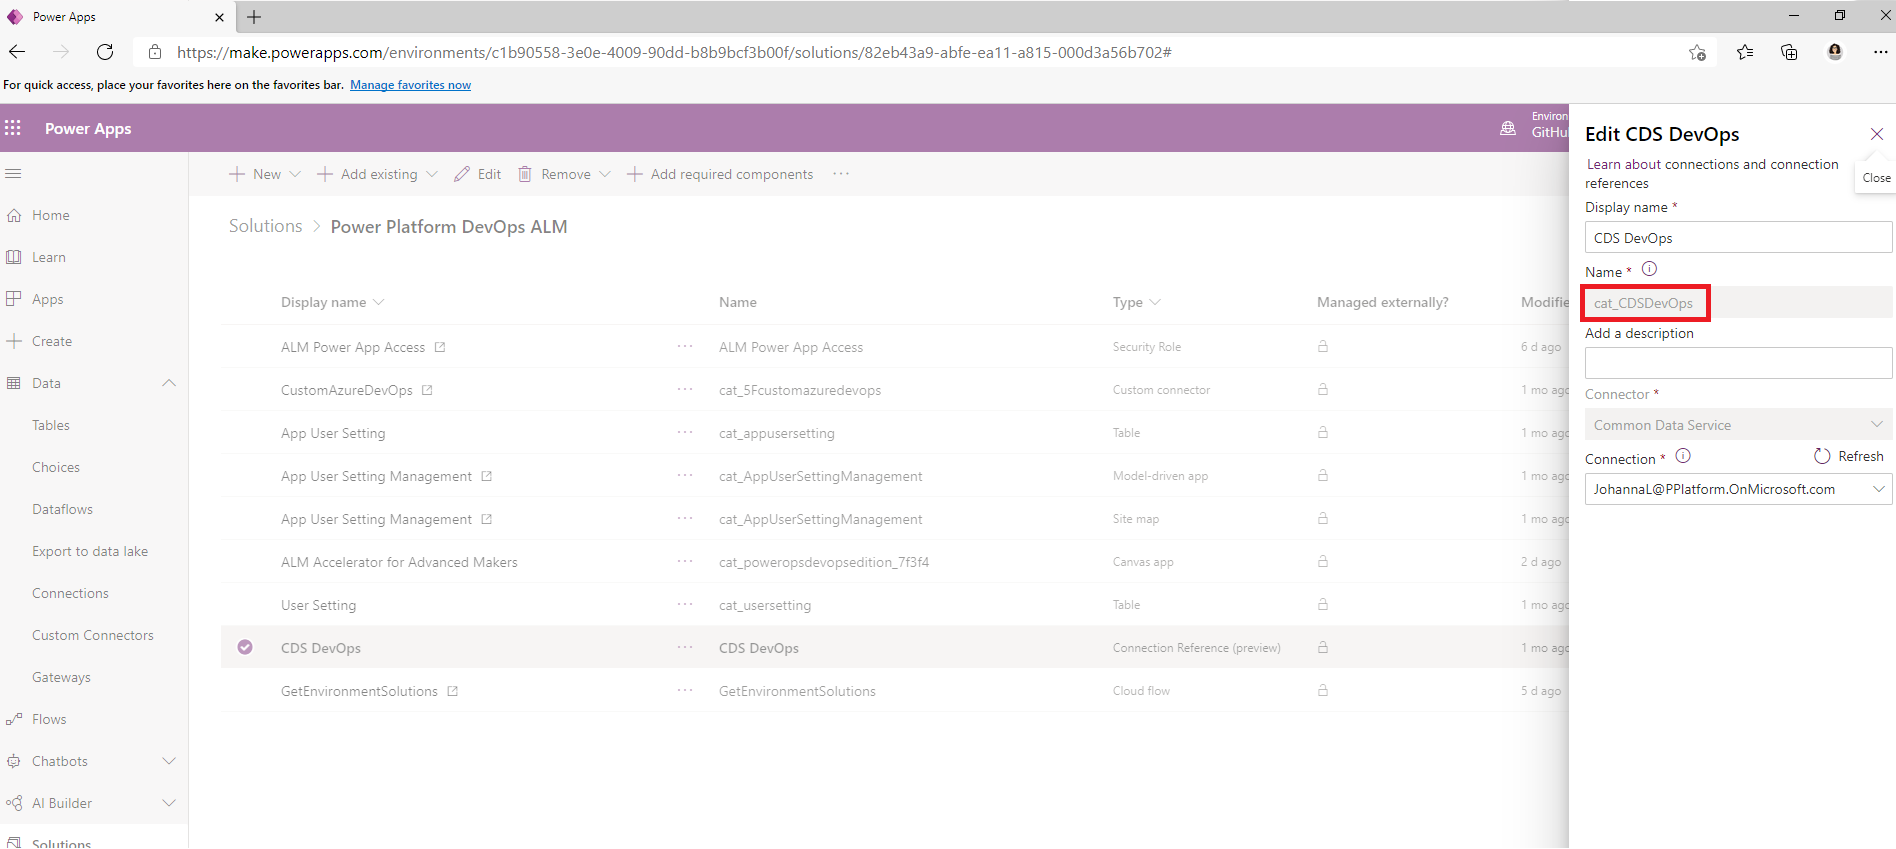 Power Apps
https://make.powerapps.com/environments/c1b90558-3e0e-4009-90dd-b8b9bcf3b00f/solutions/82eb43a9-abfe-ea11-a815-000d3a56b702#
For quick access, place your favorites here on the favorites bar. Manage favorites now
Power Apps
Environ
GitHu
New
Add existing
Edit
Remove
Add required components
Home
Learn
Apps
Create
Data
Tables
Choices
Dataflows
Export to data lake
Connections
Custom Connectors
Gateways
Flows
Chatbots
AI Builder
Solutions
Solutions > Power Platform DevOps ALM
Display name Name Type Managed externally? Modifie
ALM Power App Access ··· ALM Power App Access Security Role 6 d ago
CustomAzureDevOps ··· cat_5Fcustomazuredevops Custom connector 1 mo ago
App User Setting ··· cat_appusersetting Table 1 mo ago
App User Setting Management ··· cat_AppUserSettingManagement Model-driven app 1 mo ago
App User Setting Management ··· cat_AppUserSettingManagement Site map 1 mo ago
ALM Accelerator for Advanced Makers ··· cat_poweropsdevopsedition_7f3f4 Canvas app 2 d ago
User Setting ··· cat_usersetting Table 1 mo ago
CDS DevOps ··· CDS DevOps Connection Reference (preview) 1 mo ago
GetEnvironmentSolutions ··· GetEnvironmentSolutions Cloud flow 5 d ago
Edit CDS DevOps
Close
Learn about connections and connection
references
Display name *
CDS DevOps
Name *
cat_CDSDevOps
Add a description
Connector *
Common Data Service
Connection *
Refresh
JohannaL@PPlatform.OnMicrosoft.com